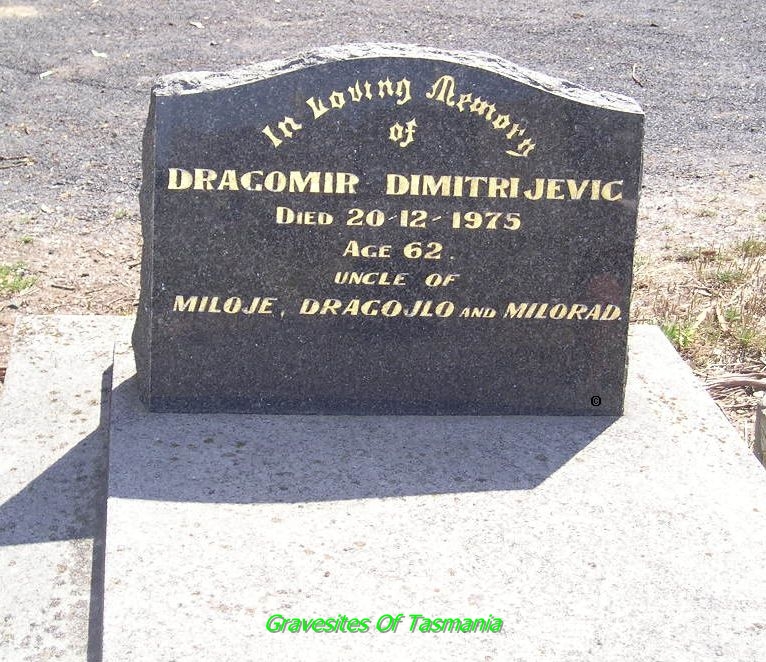 In Loving Memory
of
DRAGOMIR DIMITRIJEVIC
DIED 20-12-1975
AGE 62.
UNCLE OF
MILOJE, DRAGOJLO AND MILORAD.
©
Gravesites Of Tasmania